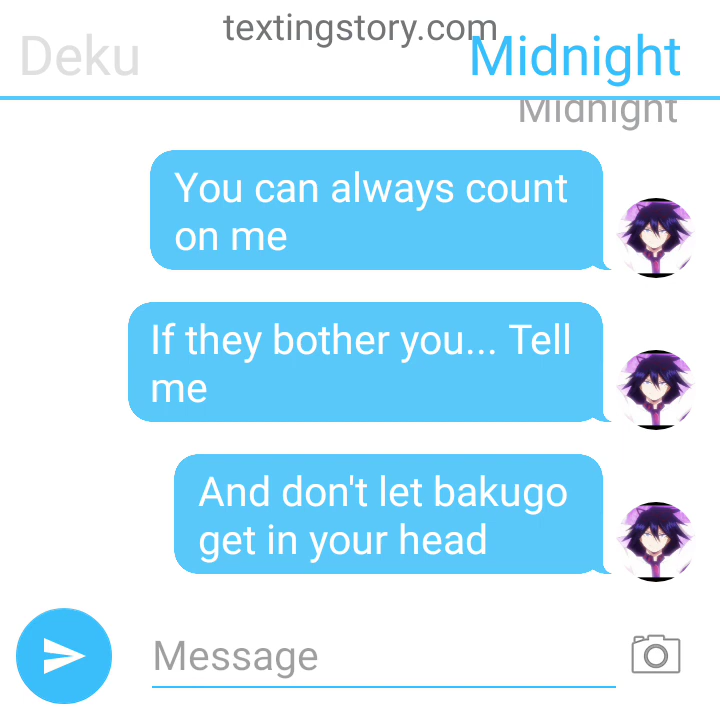 textingstory.com
Deku
Midnight
Midnight
You can always count
on me
If they bother you... Tell
me
And don't let bakugo
get in your head
Message